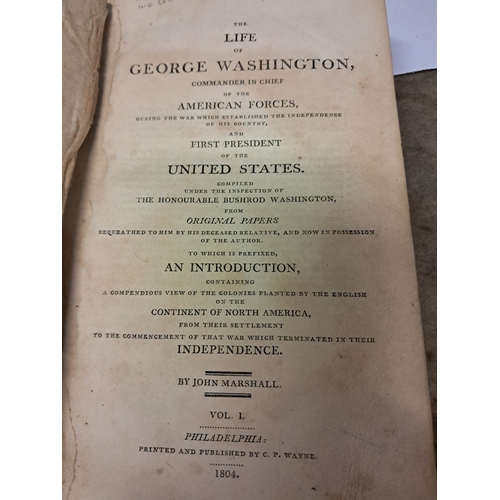 THE
LIFE
OF
GEORGE WASHINGTON,
COMMANDER IN CHIEF
OF THE
AMERICAN FORCES,
DURING THE WAR WHICH ESTABLISHED THE INDEPENDENCE
OF HIS COUNTRY,
AND
FIRST PRESIDENT
OF THE
UNITED STATES.
COMPILED
UNDER THE INSPECTION OF
THE HONOURABLE BUSHROD WASHINGTON,
FROM
ORIGINAL PAPERS
BEQUEATHED TO HIM BY HIS DECEASED RELATIVE, AND NOW IN POSSESSION
OF THE AUTHOR.
TO WHICH IS PREFIXED,
AN INTRODUCTION,
CONTAINING
A COMPENDIOUS VIEW OF THE COLONIES PLANTED BY THE ENGLISH
ON THE
CONTINENT OF NORTH AMERICA,
FROM THEIR SETTLEMENT
TO THE COMMENCEMENT OF THAT WAR WHICH TERMINATED IN THEIR
INDEPENDENCE.
BY JOHN MARSHALL.
VOL. I.
PHILADELPHIA:
PRINTED AND PUBLISHED BY C. P. WAYNE.
1804.